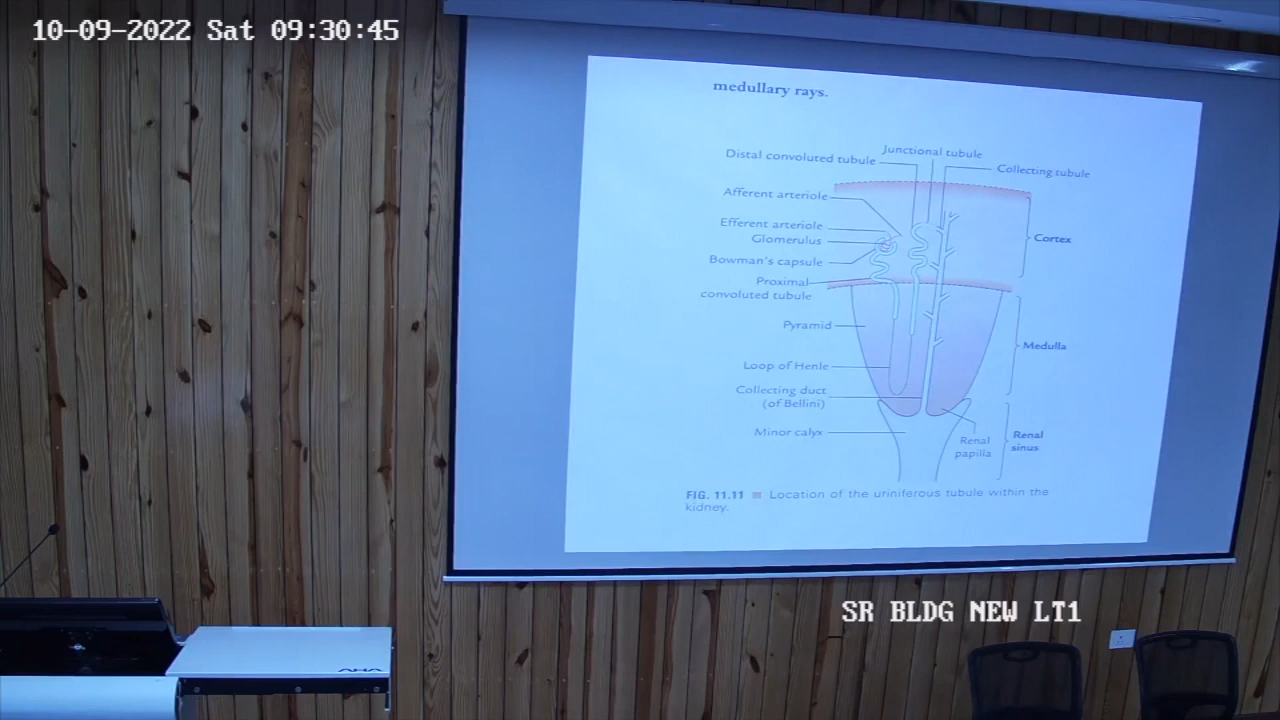 10-09-2022 Sat 09:30:45
medullary rays.
Junctional tubule
Distal convoluted tubule
Collecting tubule
Afferent arteriole
Efferent arteriole
Glomerulus
Cortex
Bowman's capsule
Proximal
convoluted tubule
Pyramid
Medulla
Loop of Henle
Collecting duct
(of Bellini)
Minor calyx
Renal
papilla
Renal
sinus
FIG. 11.11 Location of the uriniferous tubule within the
kidney.
SR BLDG NEW LT1
AHA